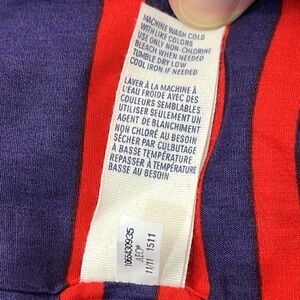 MACHINE WASH COLD
WITH LIKE COLORS
USE ONLY NON-CHLORINE
BLEACH WHEN NEEDED
TUMBLE DRY LOW
COOL IRON IF NEEDED
LAVER À LA MACHINE À
L'EAU FROIDE AVEC DES
COULEURS SEMBLABLES
UTILISER SEULEMENT UN
AGENT DE BLANCHIMENT
NON CHLORÉ AU BESOIN
SÉCHER PAR CULBUTAGE
À BASSE TEMPÉRATURE
REPASSER À TEMPÉRATURE
BASSE AU BESOIN
AEO®
11/11 1511